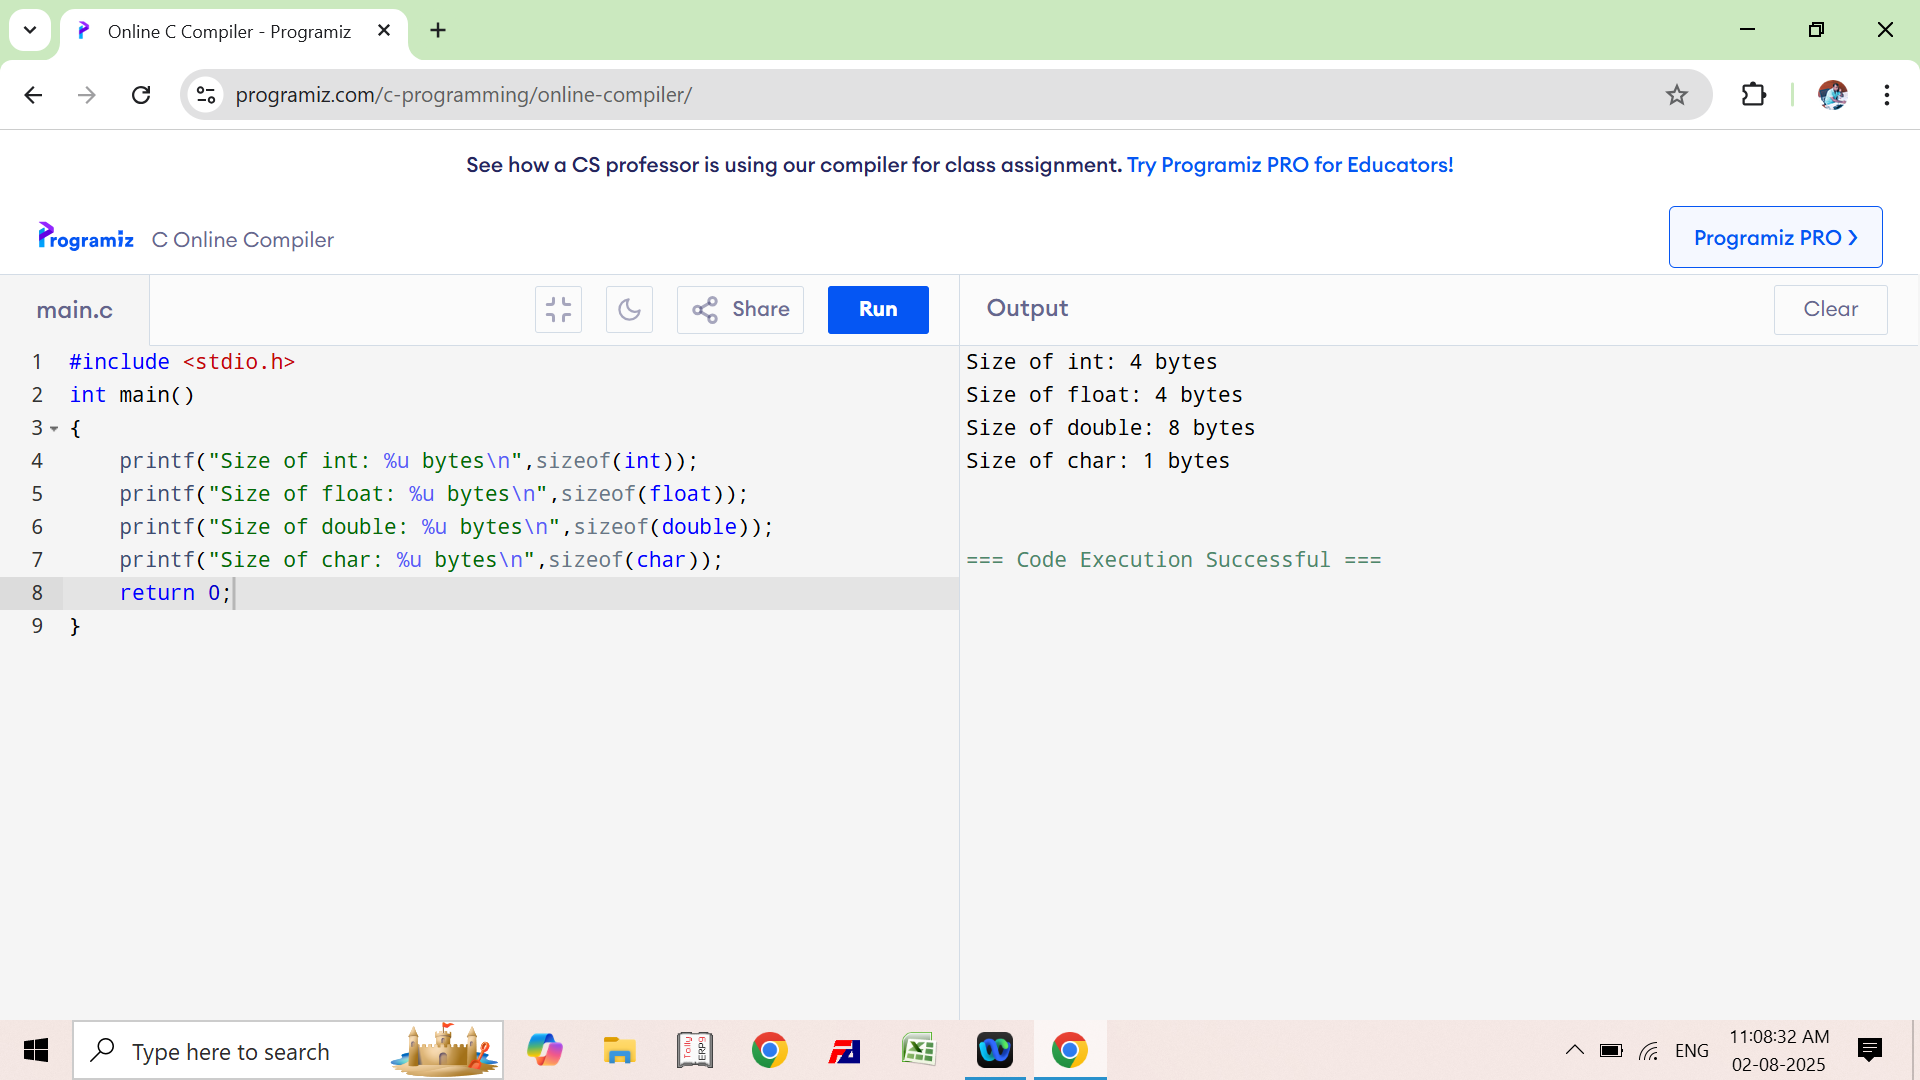 Online C Compiler - Programiz
programiz.com/c-programming/online-compiler/
See how a CS professor is using our compiler for class assignment. Try Programiz PRO for Educators!
Programiz C Online Compiler
Programiz PRO ❯
main.c
Share
Run
Output
Clear
1 #include <stdio.h>
2 int main()
3 {
4 printf("Size of int: %u bytes\n",sizeof(int));
5 printf("Size of float: %u bytes\n",sizeof(float));
6 printf("Size of double: %u bytes\n",sizeof(double));
7 printf("Size of char: %u bytes\n",sizeof(char));
8 return 0;
9 }
Size of int: 4 bytes
Size of float: 4 bytes
Size of double: 8 bytes
Size of char: 1 bytes
=== Code Execution Successful ===
Type here to search
Tally
ERP9
ENG
11:08:32 AM
02-08-2025